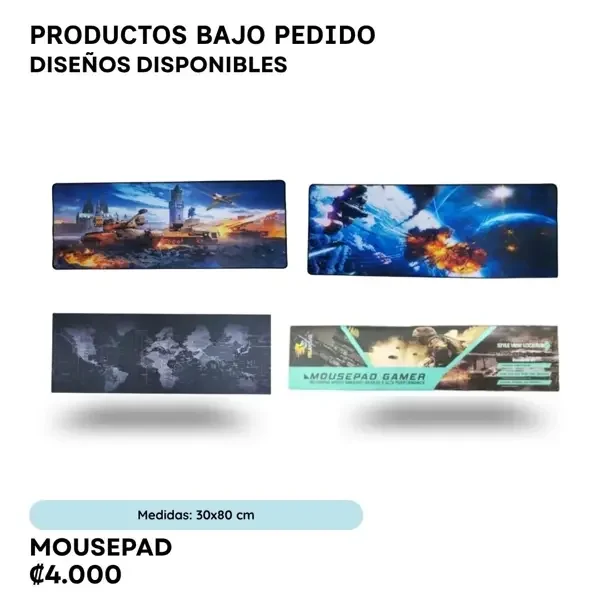 PRODUCTOS BAJO PEDIDO
DISEÑOS DISPONIBLES
MOUSEPAD GAMER
Medidas: 30x80 cm
MOUSEPAD
₡4.000